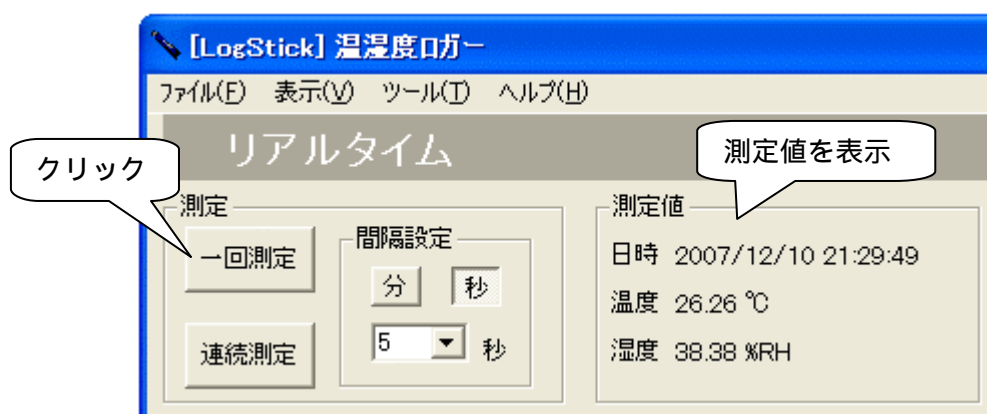 [LogStick] 温湿度ロガー
ファイル(F) 表示(V) ツール(T) ヘルプ(H)
リアルタイム
クリック
測定値を表示
測定
一回測定
連続測定
間隔設定
分 秒
5 秒
測定値
日時 2007/12/10 21:29:49
温度 26.26 ℃
湿度 38.38 %RH